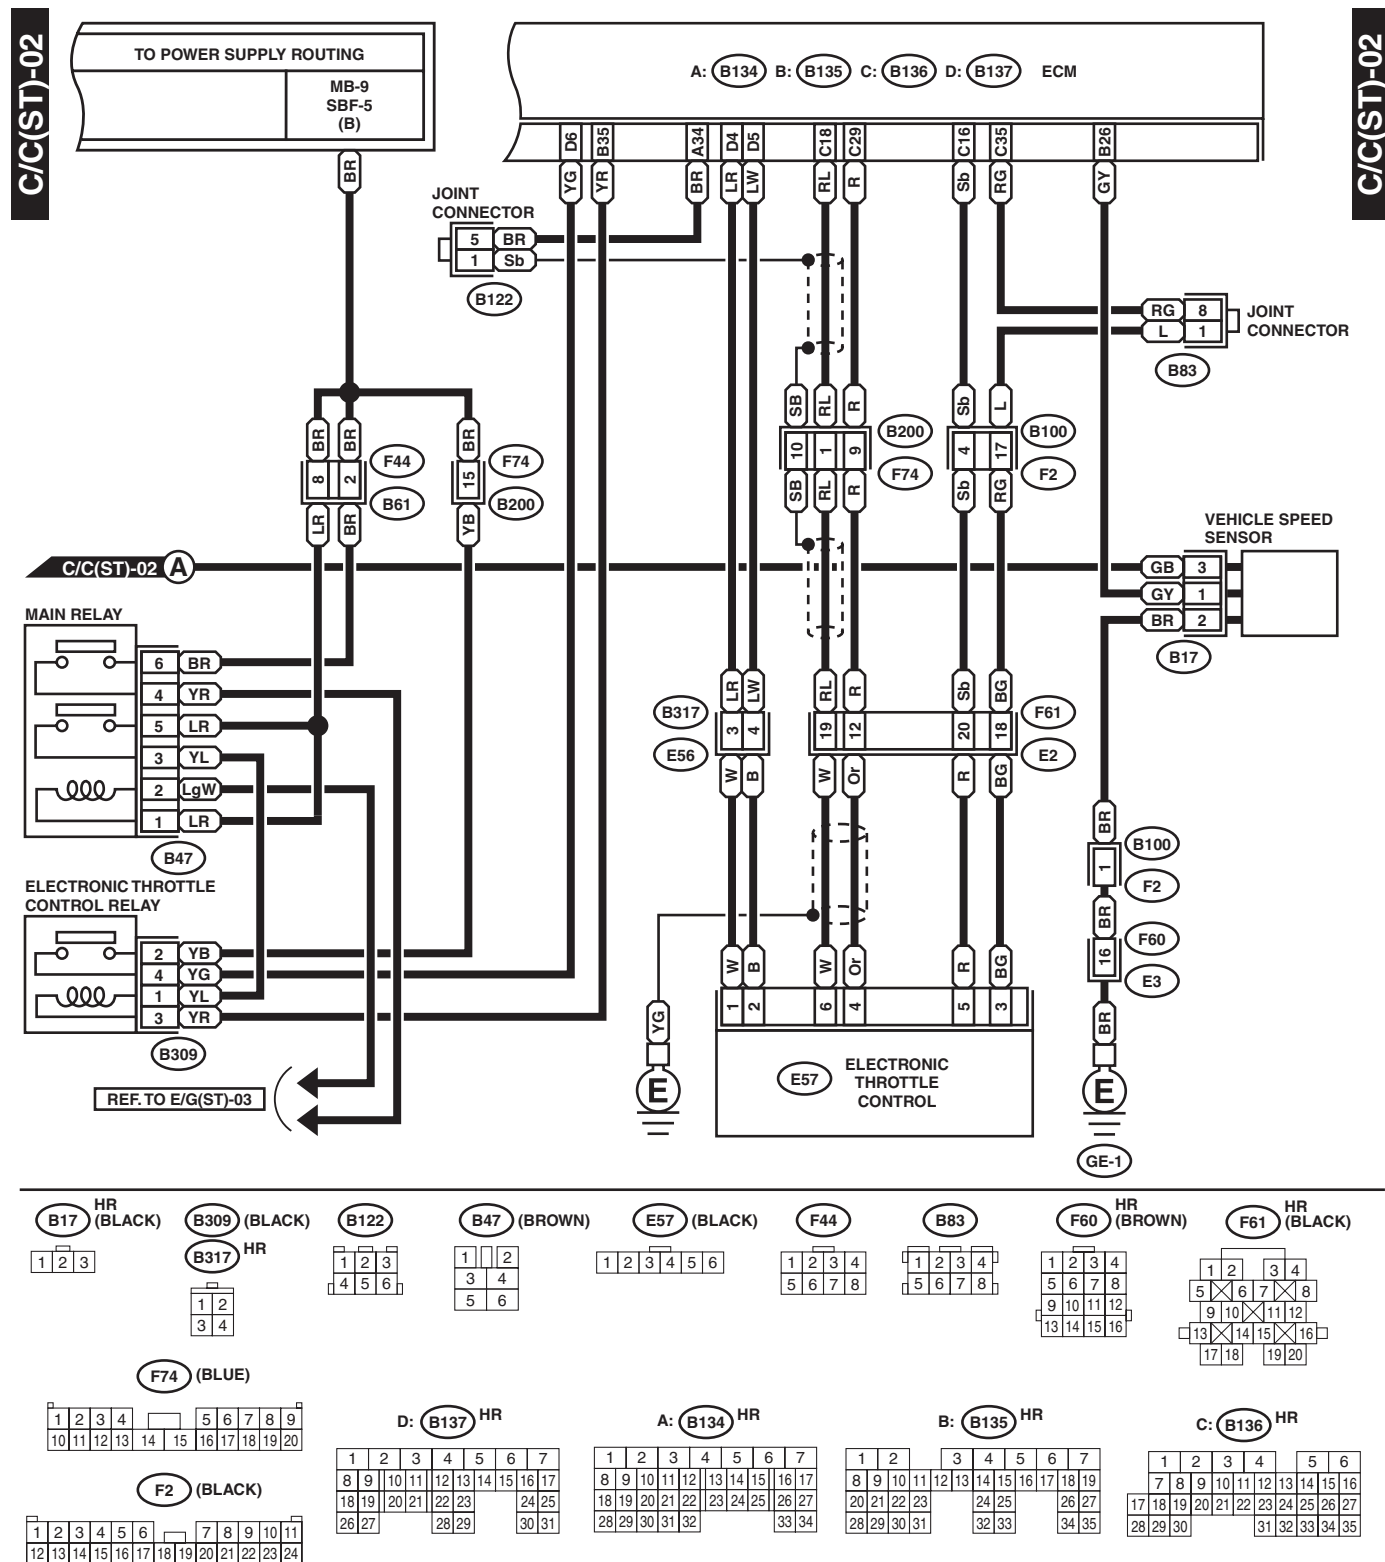 C/C(ST)-02
C/C(ST)-02
TO POWER SUPPLY ROUTING
MB-9
SBF-5
(B)
A: B134 B: B135 C: B136 D: B137 ECM
D6 B35 A34 D4 D5 C18 C29 C16 C35 B26
BR YG YR BR LR LW RL R Sb RG GY
JOINT
CONNECTOR
5 BR
1 Sb
B122
RG 8
L 1
JOINT
CONNECTOR
B83
BR BR BR SB RL R Sb L
F44 F74 B200 B100
8 2 15 10 1 9 4 17
B61 B200 F74 F2
LR BR YB SB RL R Sb RG
VEHICLE SPEED
SENSOR
C/C(ST)-02 A
GB 3
GY 1
BR 2
B17
MAIN RELAY
6 BR
4 YR
5 LR
3 YL
2 LgW
1 LR
B47
LR LW RL R Sb BG
B317 F61
3 4 19 12 20 18
E56 E2
W B W Or R BG
BR
B100
1
F2
BR
F60
16
E3
BR
E
GE-1
ELECTRONIC THROTTLE
CONTROL RELAY
2 YB
4 YG
1 YL
3 YR
B309
REF. TO E/G(ST)-03
YG
E
W B W Or R BG
1 2 6 4 5 3
E57
ELECTRONIC
THROTTLE
CONTROL
B17 HR (BLACK)
1 2 3
B309 (BLACK)
B317 HR
1 2
3 4
B122
1 2 3
4 5 6
B47 (BROWN)
1 2
3 4
5 6
E57 (BLACK)
1 2 3 4 5 6
F44
1 2 3 4
5 6 7 8
B83
1 2 3 4
5 6 7 8
F60 HR (BROWN)
1 2 3 4
5 6 7 8
9 10 11 12
13 14 15 16
F61 HR (BLACK)
1 2 3 4
5 6 7 8
9 10 11 12
13 14 15 16
17 18 19 20
F74 (BLUE)
1 2 3 4 5 6 7 8 9
10 11 12 13 14 15 16 17 18 19 20
F2 (BLACK)
1 2 3 4 5 6 7 8 9 10 11
12 13 14 15 16 17 18 19 20 21 22 23 24
D: B137 HR
1 2 3 4 5 6 7
8 9 10 11 12 13 14 15 16 17
18 19 20 21 22 23 24 25
26 27 28 29 30 31
A: B134 HR
1 2 3 4 5 6 7
8 9 10 11 12 13 14 15 16 17
18 19 20 21 22 23 24 25 26 27
28 29 30 31 32 33 34
B: B135 HR
1 2 3 4 5 6 7
8 9 10 11 12 13 14 15 16 17 18 19
20 21 22 23 24 25 26 27
28 29 30 31 32 33 34 35
C: B136 HR
1 2 3 4 5 6
7 8 9 10 11 12 13 14 15 16
17 18 19 20 21 22 23 24 25 26 27
28 29 30 31 32 33 34 35